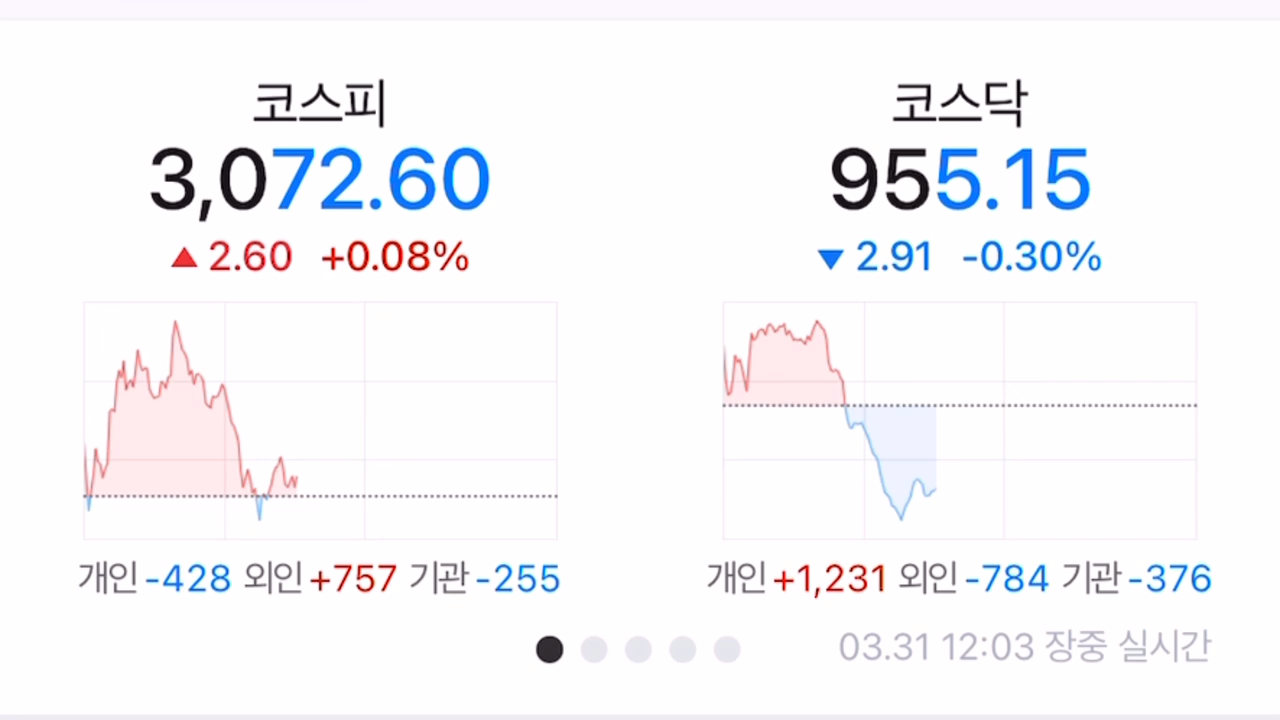 코스피
3,072.60
▲ 2.60 +0.08%
개인 -428 외인 +757 기관 -255
코스닥
955.15
▼ 2.91 -0.30%
개인 +1,231 외인 -784 기관 -376
03.31 12:03 장중 실시간